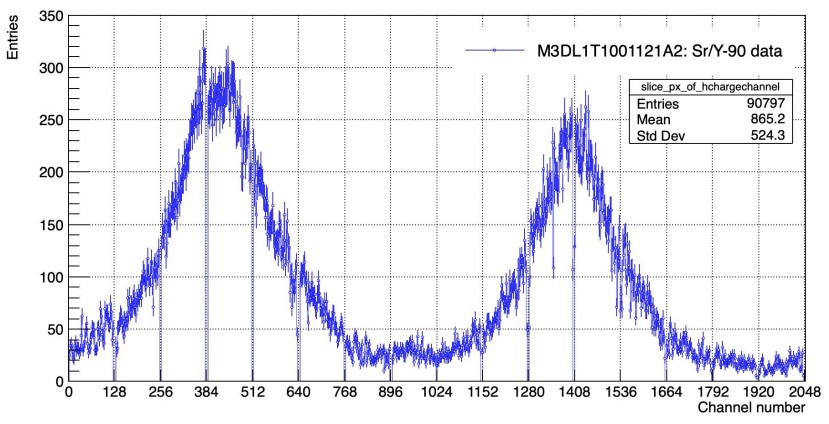 Entries
350
300
250
200
150
100
50
0
M3DL1T1001121A2: Sr/Y-90 data
slice_px_of_hchargechannel
Entries 90797
Mean 865.2
Std Dev 524.3
0 128 256 384 512 640 768 896 1024 1152 1280 1408 1536 1664 1792 1920 2048
Channel number